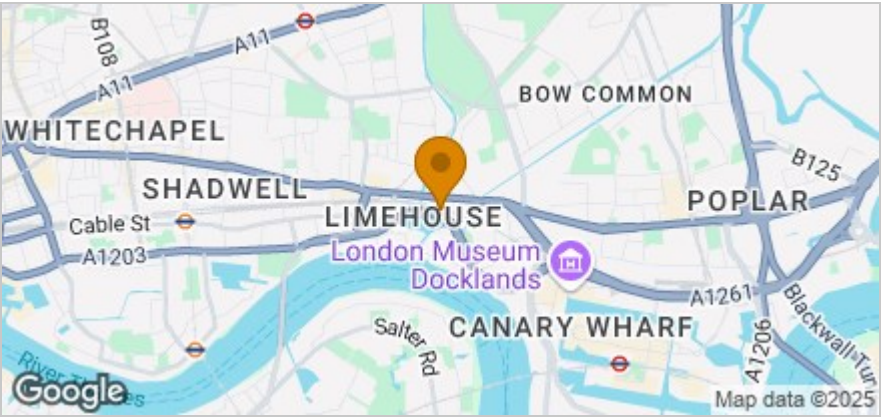 B108
A11
A11
BOW COMMON
WHITECHAPEL
B125
SHADWELL
POPLAR
LIMEHOUSE
Cable St
A1203
London Museum
Docklands
A1261
Salter Rd
CANARY WHARF
A1206
Blackwall Tun
River Thames
Google
Map data ©2025